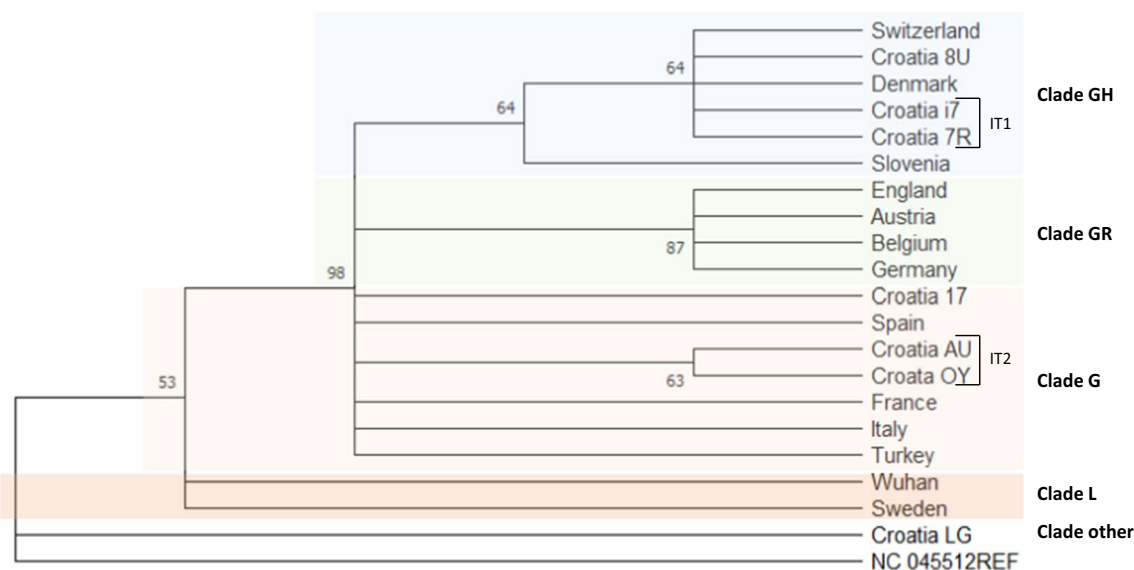 Switzerland
Croatia 8U
64
Denmark
Clade GH
64
Croatia i7
IT1
Croatia 7R
Slovenia
England
Austria
Clade GR
87
Belgium
Germany
98
Croatia 17
Spain
Croatia AU
IT2
63
Croata OY
Clade G
53
France
Italy
Turkey
Wuhan
Clade L
Sweden
Croatia LG
Clade other
NC 045512REF